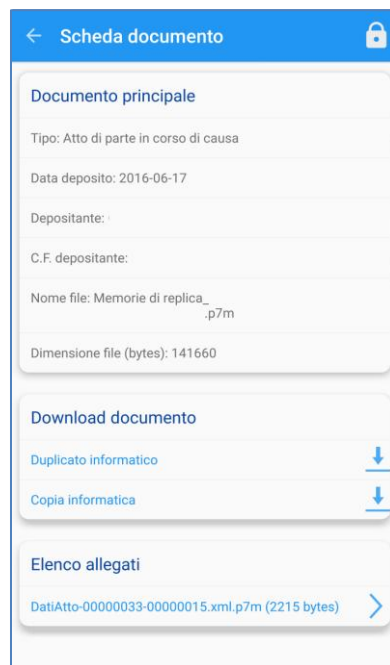 Scheda documento
Documento principale
Tipo: Atto di parte in corso di causa
Data deposito: 2016-06-17
Depositante:
C.F. depositante:
Nome file: Memorie di replica_
.p7m
Dimensione file (bytes): 141660
Download documento
Duplicato informatico
Copia informatica
Elenco allegati
DatiAtto-00000033-00000015.xml.p7m (2215 bytes)